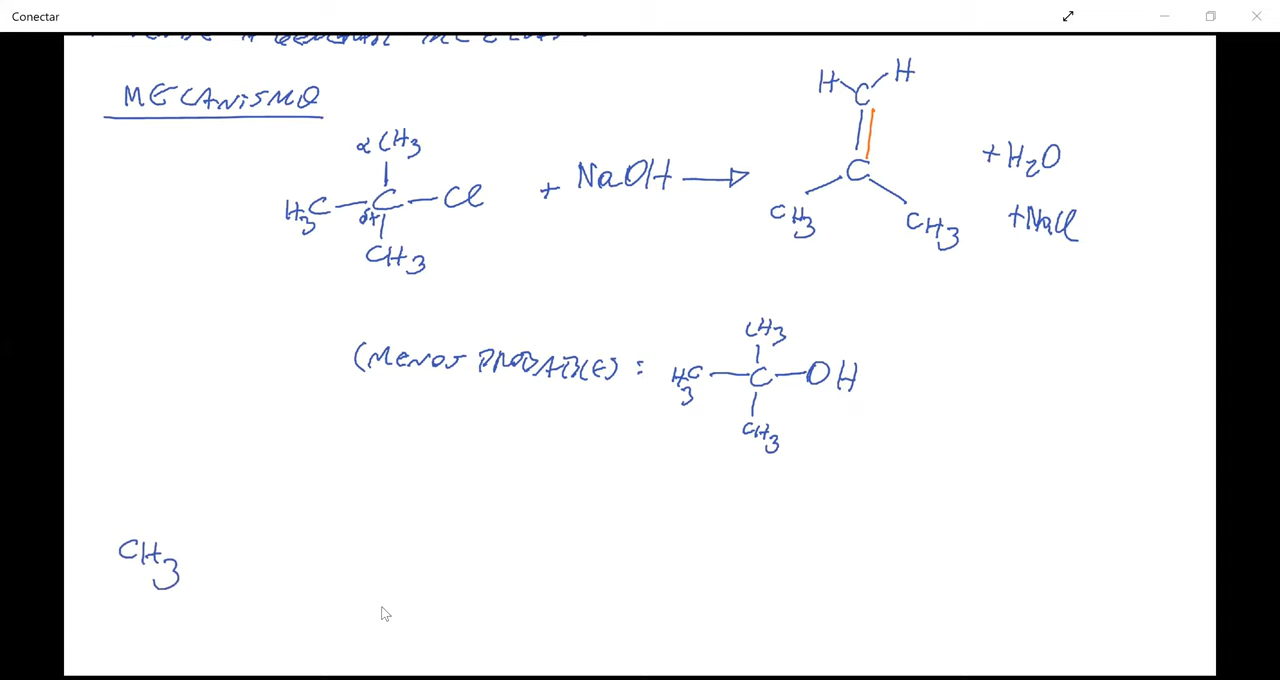 Conectar
MECANISMO
αCH3
H3C—C—Cl + NaOH →
δ+
CH3
H H
C
C
CH3 CH3
+H2O
+NaCl
(MENOS PROBABLE) :
CH3
H3C—C—OH
CH3
CH3